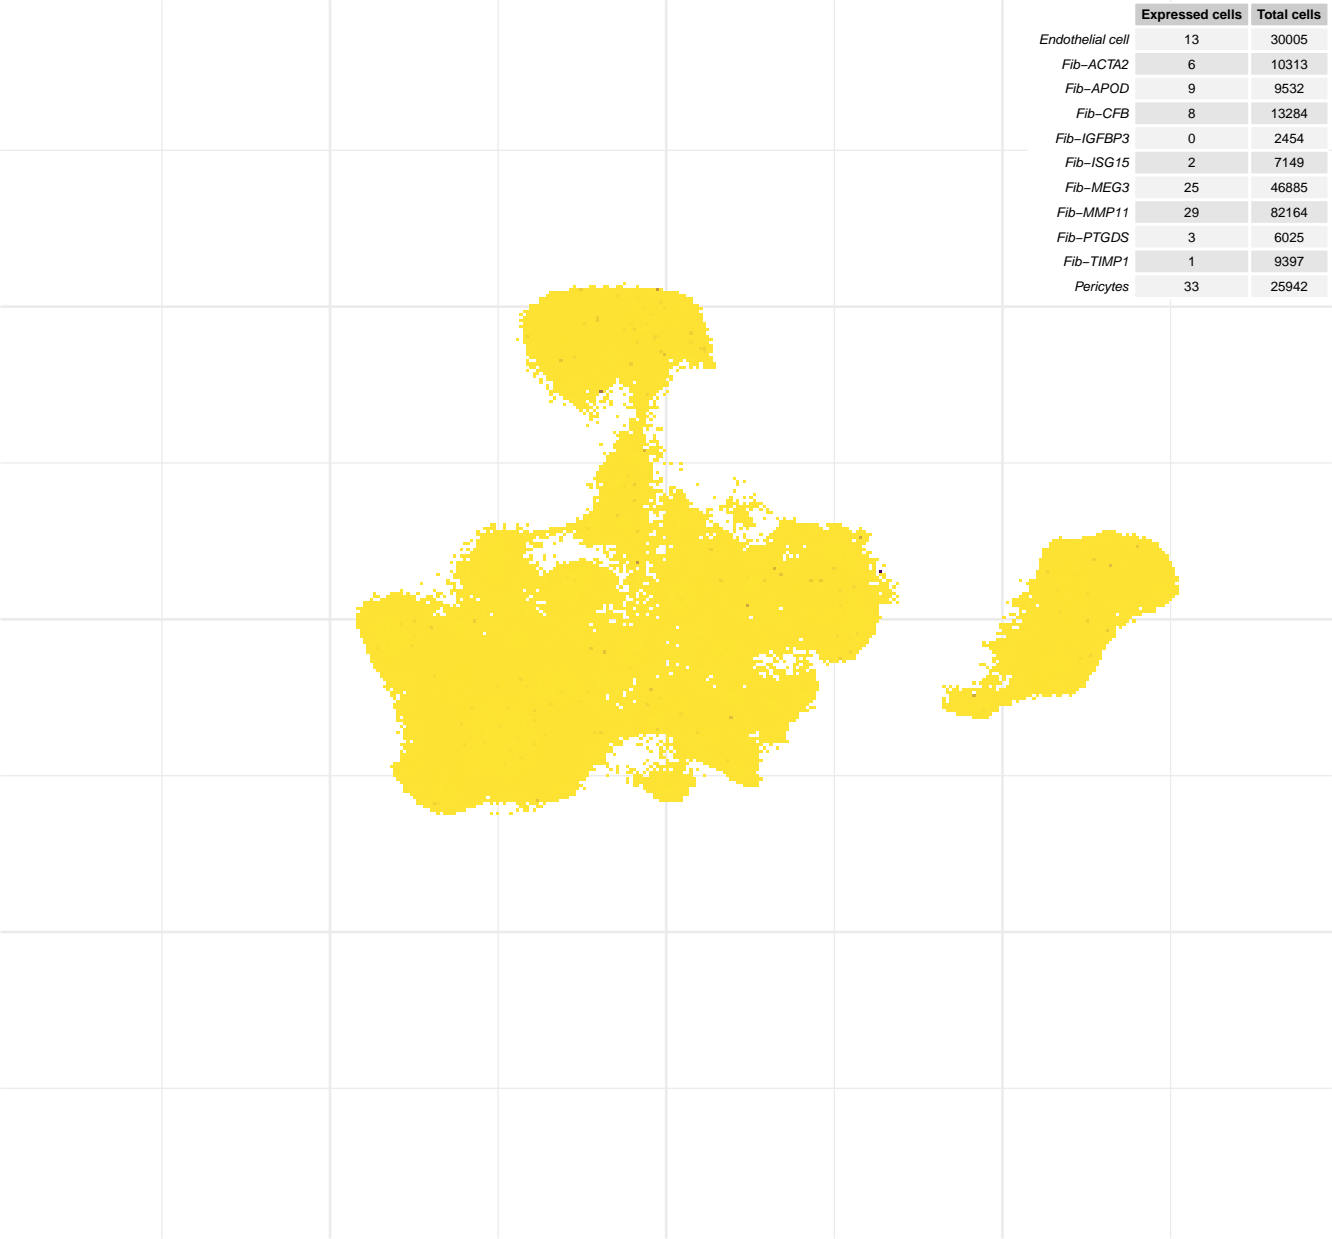 Expressed cells Total cells
Endothelial cell 13 30005
Fib−ACTA2 6 10313
Fib−APOD 9 9532
Fib−CFB 8 13284
Fib−IGFBP3 0 2454
Fib−ISG15 2 7149
Fib−MEG3 25 46885
Fib−MMP11 29 82164
Fib−PTGDS 3 6025
Fib−TIMP1 1 9397
Pericytes 33 25942